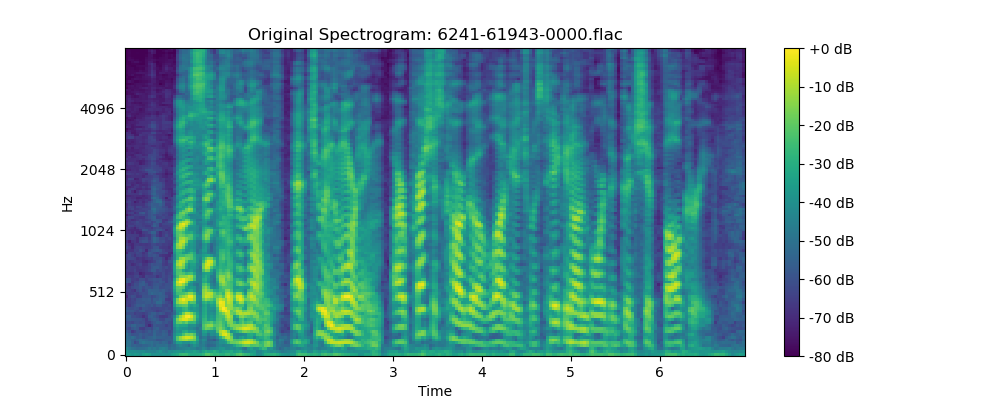 Original Spectrogram: 6241-61943-0000.flac
Hz
4096
2048
1024
512
0
0 1 2 3 4 5 6
Time
+0 dB
-10 dB
-20 dB
-30 dB
-40 dB
-50 dB
-60 dB
-70 dB
-80 dB